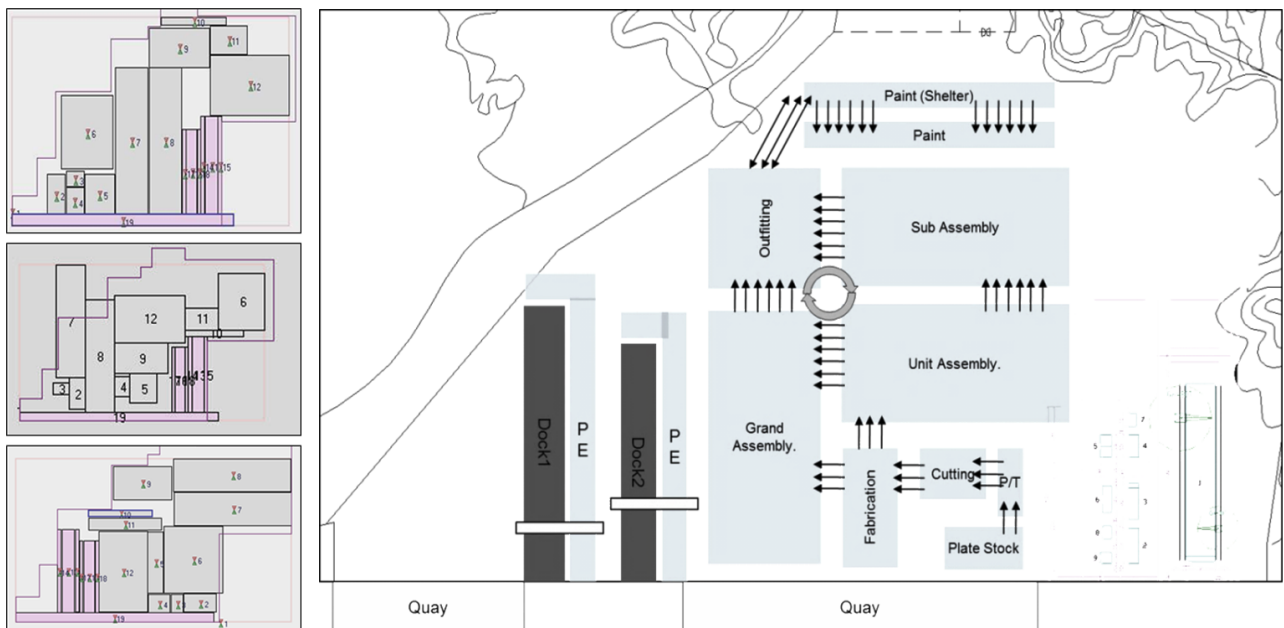 10
11
9
12
6
7
8
3
2
4
5
15
19
6
12
11
7
10
8
9
3
4
5
2
19
8
9
7
10
11
12
5
6
4
3
2
19
1
Paint (Shelter)
Paint
Outfitting
Sub Assembly
Unit Assembly.
Grand
Assembly.
Dock1
P
E
Dock2
P
E
Cutting
P/T
Fabrication
Plate Stock
Quay
Quay